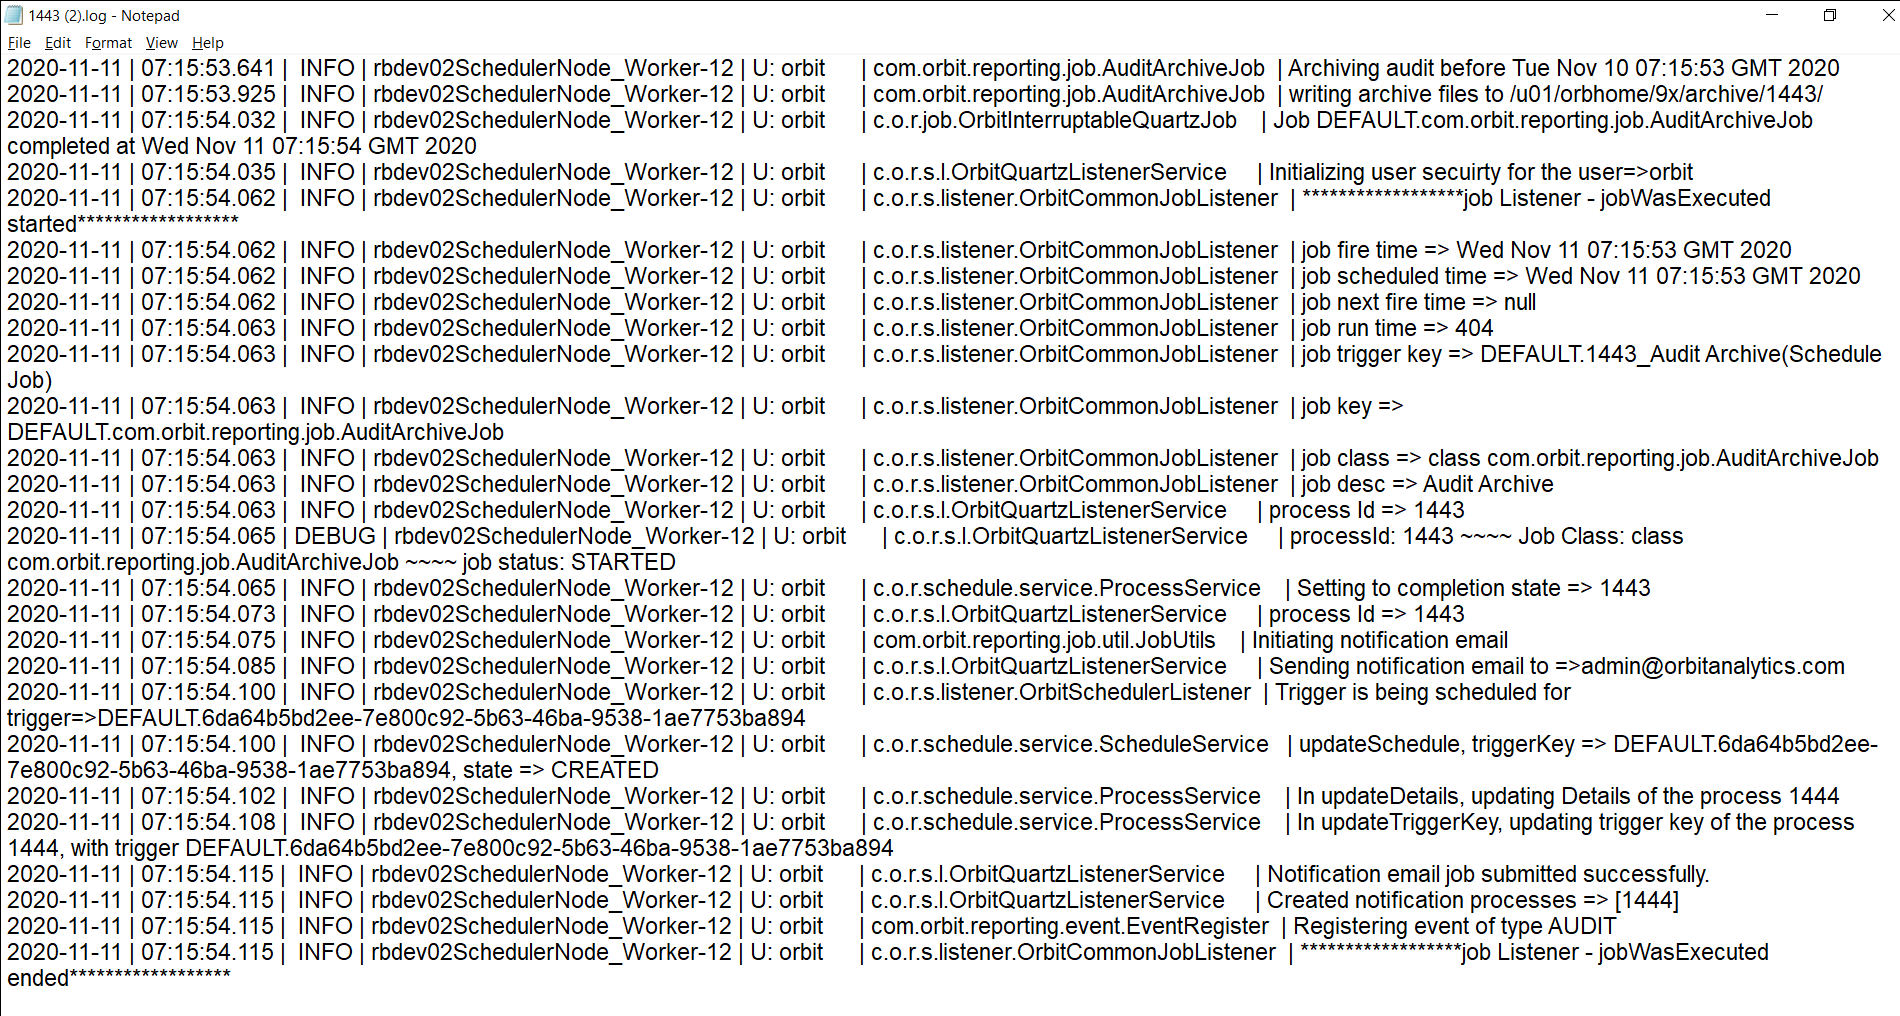 1443 (2).log - Notepad
File Edit Format View Help
2020-11-11 | 07:15:53.641 | INFO | rbdev02SchedulerNode_Worker-12 | U: orbit | com.orbit.reporting.job.AuditArchiveJob | Archiving audit before Tue Nov 10 07:15:53 GMT 2020
2020-11-11 | 07:15:53.925 | INFO | rbdev02SchedulerNode_Worker-12 | U: orbit | com.orbit.reporting.job.AuditArchiveJob | writing archive files to /u01/orbhome/9x/archive/1443/
2020-11-11 | 07:15:54.032 | INFO | rbdev02SchedulerNode_Worker-12 | U: orbit | c.o.r.job.OrbitInterruptableQuartzJob | Job DEFAULT.com.orbit.reporting.job.AuditArchiveJob
completed at Wed Nov 11 07:15:54 GMT 2020
2020-11-11 | 07:15:54.035 | INFO | rbdev02SchedulerNode_Worker-12 | U: orbit | c.o.r.s.l.OrbitQuartzListenerService | Initializing user secuirty for the user=>orbit
2020-11-11 | 07:15:54.062 | INFO | rbdev02SchedulerNode_Worker-12 | U: orbit | c.o.r.s.listener.OrbitCommonJobListener | ******************job Listener - jobWasExecuted
started******************
2020-11-11 | 07:15:54.062 | INFO | rbdev02SchedulerNode_Worker-12 | U: orbit | c.o.r.s.listener.OrbitCommonJobListener | job fire time => Wed Nov 11 07:15:53 GMT 2020
2020-11-11 | 07:15:54.062 | INFO | rbdev02SchedulerNode_Worker-12 | U: orbit | c.o.r.s.listener.OrbitCommonJobListener | job scheduled time => Wed Nov 11 07:15:53 GMT 2020
2020-11-11 | 07:15:54.062 | INFO | rbdev02SchedulerNode_Worker-12 | U: orbit | c.o.r.s.listener.OrbitCommonJobListener | job next fire time => null
2020-11-11 | 07:15:54.063 | INFO | rbdev02SchedulerNode_Worker-12 | U: orbit | c.o.r.s.listener.OrbitCommonJobListener | job run time => 404
2020-11-11 | 07:15:54.063 | INFO | rbdev02SchedulerNode_Worker-12 | U: orbit | c.o.r.s.listener.OrbitCommonJobListener | job trigger key => DEFAULT.1443_Audit Archive(Schedule
Job)
2020-11-11 | 07:15:54.063 | INFO | rbdev02SchedulerNode_Worker-12 | U: orbit | c.o.r.s.listener.OrbitCommonJobListener | job key =>
DEFAULT.com.orbit.reporting.job.AuditArchiveJob
2020-11-11 | 07:15:54.063 | INFO | rbdev02SchedulerNode_Worker-12 | U: orbit | c.o.r.s.listener.OrbitCommonJobListener | job class => class com.orbit.reporting.job.AuditArchiveJob
2020-11-11 | 07:15:54.063 | INFO | rbdev02SchedulerNode_Worker-12 | U: orbit | c.o.r.s.listener.OrbitCommonJobListener | job desc => Audit Archive
2020-11-11 | 07:15:54.063 | INFO | rbdev02SchedulerNode_Worker-12 | U: orbit | c.o.r.s.l.OrbitQuartzListenerService | process Id => 1443
2020-11-11 | 07:15:54.065 | DEBUG | rbdev02SchedulerNode_Worker-12 | U: orbit | c.o.r.s.l.OrbitQuartzListenerService | processId: 1443 ~~~~ Job Class: class
com.orbit.reporting.job.AuditArchiveJob ~~~~ job status: STARTED
2020-11-11 | 07:15:54.065 | INFO | rbdev02SchedulerNode_Worker-12 | U: orbit | c.o.r.schedule.service.ProcessService | Setting to completion state => 1443
2020-11-11 | 07:15:54.073 | INFO | rbdev02SchedulerNode_Worker-12 | U: orbit | c.o.r.s.l.OrbitQuartzListenerService | process Id => 1443
2020-11-11 | 07:15:54.075 | INFO | rbdev02SchedulerNode_Worker-12 | U: orbit | com.orbit.reporting.job.util.JobUtils | Initiating notification email
2020-11-11 | 07:15:54.085 | INFO | rbdev02SchedulerNode_Worker-12 | U: orbit | c.o.r.s.l.OrbitQuartzListenerService | Sending notification email to =>admin@orbitanalytics.com
2020-11-11 | 07:15:54.100 | INFO | rbdev02SchedulerNode_Worker-12 | U: orbit | c.o.r.s.listener.OrbitSchedulerListener | Trigger is being scheduled for
trigger=>DEFAULT.6da64b5bd2ee-7e800c92-5b63-46ba-9538-1ae7753ba894
2020-11-11 | 07:15:54.100 | INFO | rbdev02SchedulerNode_Worker-12 | U: orbit | c.o.r.schedule.service.ScheduleService | updateSchedule, triggerKey => DEFAULT.6da64b5bd2ee-
7e800c92-5b63-46ba-9538-1ae7753ba894, state => CREATED
2020-11-11 | 07:15:54.102 | INFO | rbdev02SchedulerNode_Worker-12 | U: orbit | c.o.r.schedule.service.ProcessService | In updateDetails, updating Details of the process 1444
2020-11-11 | 07:15:54.108 | INFO | rbdev02SchedulerNode_Worker-12 | U: orbit | c.o.r.schedule.service.ProcessService | In updateTriggerKey, updating trigger key of the process
1444, with trigger DEFAULT.6da64b5bd2ee-7e800c92-5b63-46ba-9538-1ae7753ba894
2020-11-11 | 07:15:54.115 | INFO | rbdev02SchedulerNode_Worker-12 | U: orbit | c.o.r.s.l.OrbitQuartzListenerService | Notification email job submitted successfully.
2020-11-11 | 07:15:54.115 | INFO | rbdev02SchedulerNode_Worker-12 | U: orbit | c.o.r.s.l.OrbitQuartzListenerService | Created notification processes => [1444]
2020-11-11 | 07:15:54.115 | INFO | rbdev02SchedulerNode_Worker-12 | U: orbit | com.orbit.reporting.event.EventRegister | Registering event of type AUDIT
2020-11-11 | 07:15:54.115 | INFO | rbdev02SchedulerNode_Worker-12 | U: orbit | c.o.r.s.listener.OrbitCommonJobListener | ******************job Listener - jobWasExecuted
ended******************